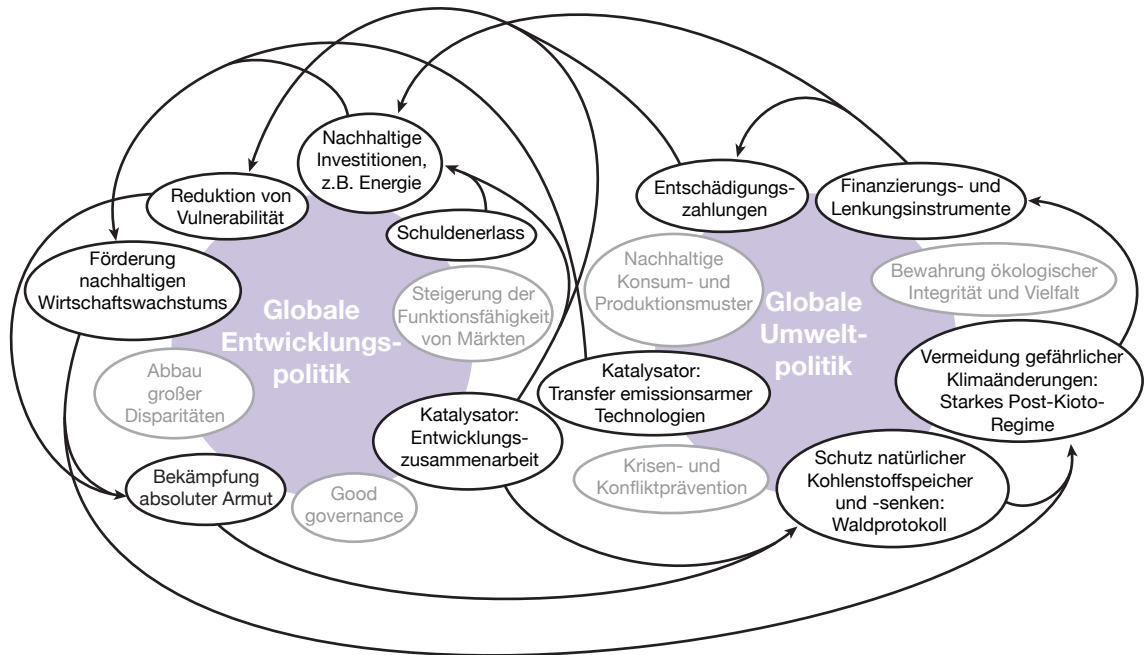 Nachhaltige
Investitionen,
z.B. Energie
Reduktion von
Vulnerabilität
Schuldenerlass
Förderung
nachhaltigen
Wirtschaftswachstums
Steigerung der
Funktionsfähigkeit
von Märkten
Globale
Entwicklungs-
politik
Abbau
großer
Disparitäten
Katalysator:
Entwicklungs-
zusammenarbeit
Bekämpfung
absoluter Armut
Good
governance
Entschädigungs-
zahlungen
Finanzierungs- und
Lenkungsinstrumente
Nachhaltige
Konsum- und
Produktionsmuster
Bewahrung ökologischer
Integrität und Vielfalt
Globale
Umwelt-
politik
Katalysator:
Transfer emissionsarmer
Technologien
Vermeidung gefährlicher
Klimaänderungen:
Starkes Post-Kioto-
Regime
Krisen- und
Konfliktprävention
Schutz natürlicher
Kohlenstoffspeicher
und -senken:
Waldprotokoll